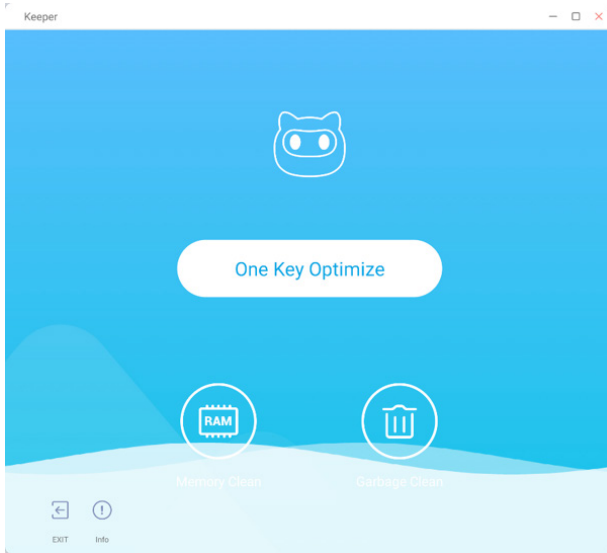 Keeper
One Key Optimize
RAM
Memory Clean
Garbage Clean
EXIT
Info